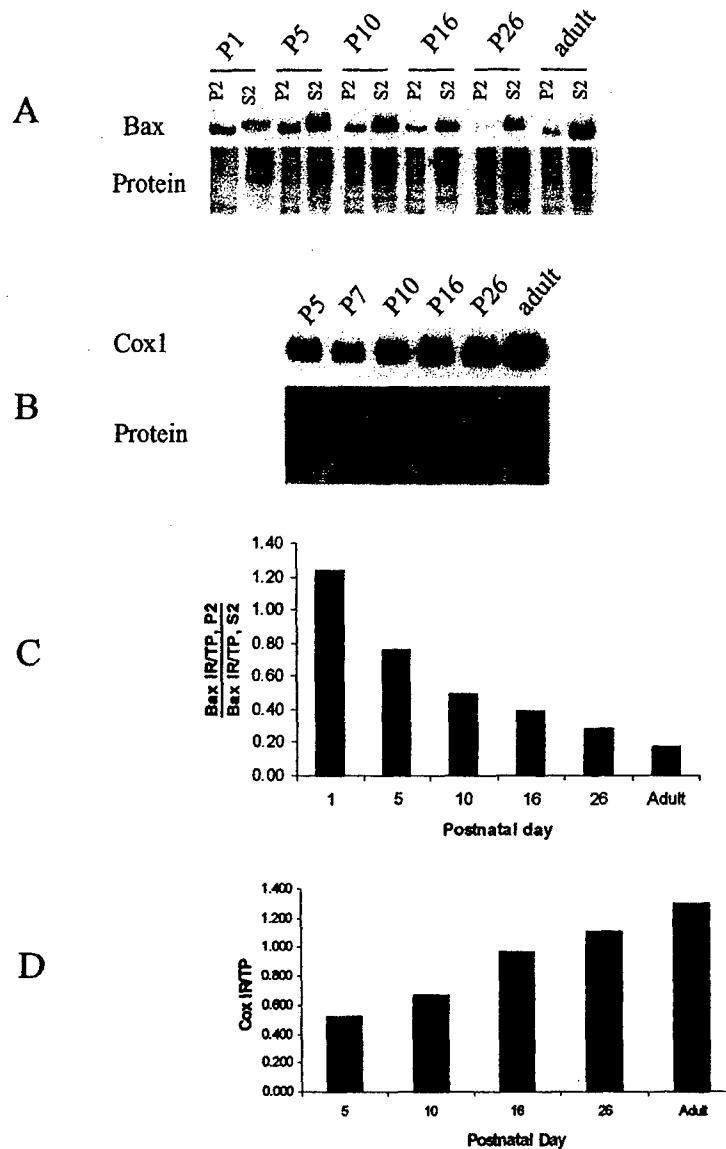 A
P1 P5 P10 P16 P26 adult
P2 S2 P2 S2 P2 S2 P2 S2 P2 S2 P2 S2
Bax
Protein
B
P5 P7 P10 P16 P26 adult
Cox1
Protein
C
Bax IR/TP, P2
Bax IR/TP, S2
1.40
1.20
1.00
0.80
0.60
0.40
0.20
0.00
1 5 10 16 26 Adult
Postnatal day
D
Cox IR/TP
1.400
1.200
1.000
0.800
0.600
0.400
0.200
0.000
5 10 16 26 Adult
Postnatal Day